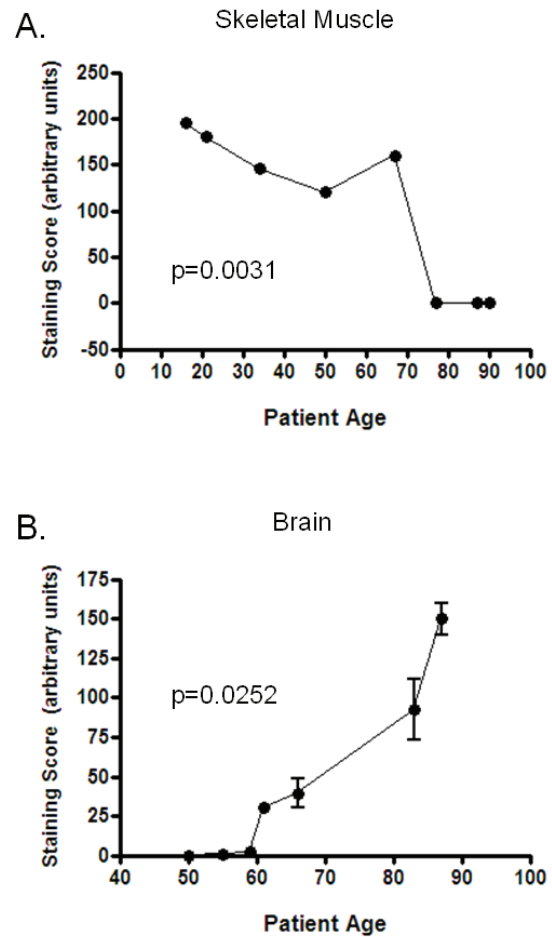 A.
Skeletal Muscle
Staining Score (arbitrary units)
250
200
150
100
50
0
-50
p=0.0031
0 10 20 30 40 50 60 70 80 90 100
Patient Age
B.
Brain
Staining Score (arbitrary units)
175
150
125
100
75
50
25
0
p=0.0252
40 50 60 70 80 90 100
Patient Age